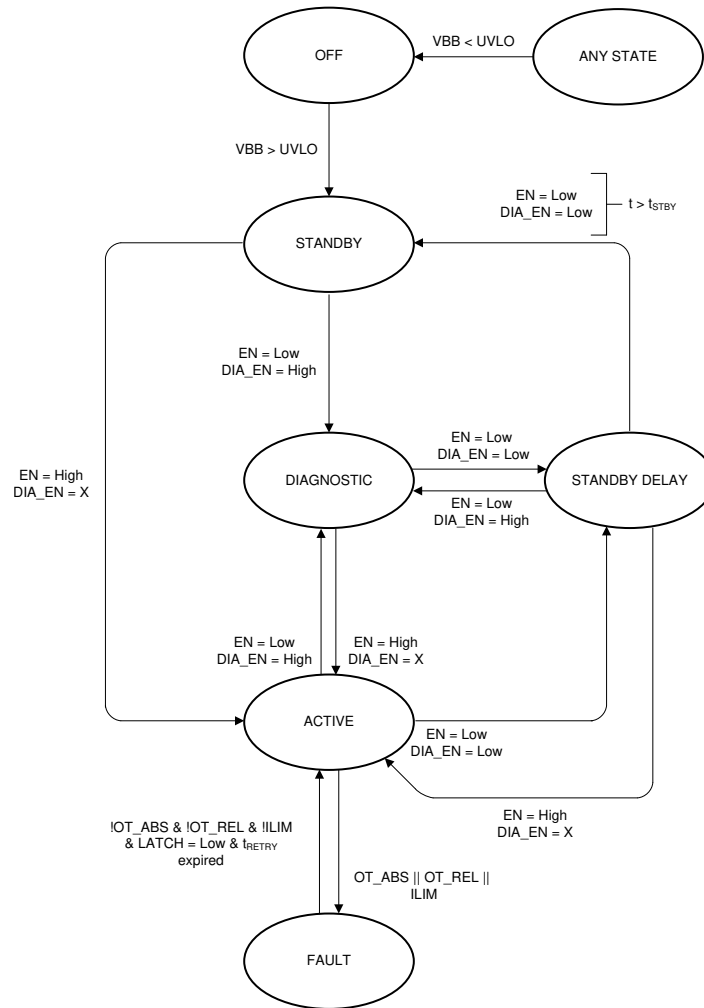 VBB < UVLO
OFF
ANY STATE
VBB > UVLO
EN = Low
DIA_EN = Low
t > tSTBY
STANDBY
EN = Low
DIA_EN = High
EN = Low
DIA_EN = Low
EN = High
DIA_EN = X
DIAGNOSTIC
STANDBY DELAY
EN = Low
DIA_EN = High
EN = Low
DIA_EN = High
EN = High
DIA_EN = X
ACTIVE
EN = Low
DIA_EN = Low
EN = High
DIA_EN = X
!OT_ABS & !OT_REL & !ILIM
& LATCH = Low & tRETRY
expired
OT_ABS || OT_REL ||
ILIM
FAULT